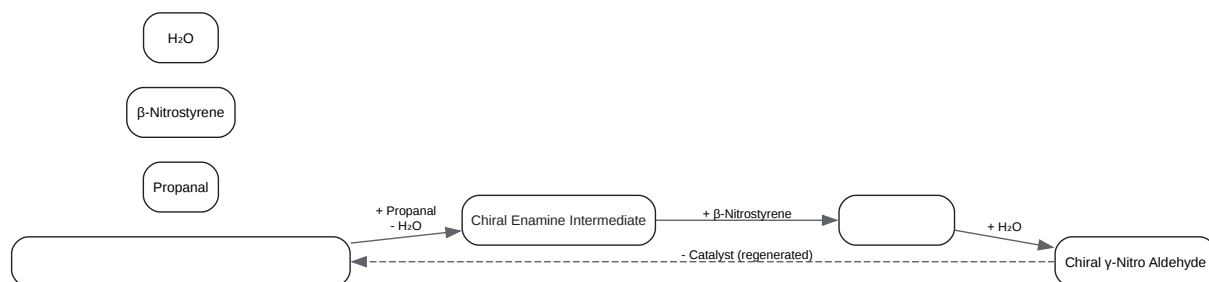 H₂O
β-Nitrostyrene
Propanal
+ Propanal
- H₂O
Chiral Enamine Intermediate
+ β-Nitrostyrene
+ H₂O
- Catalyst (regenerated)
Chiral γ-Nitro Aldehyde